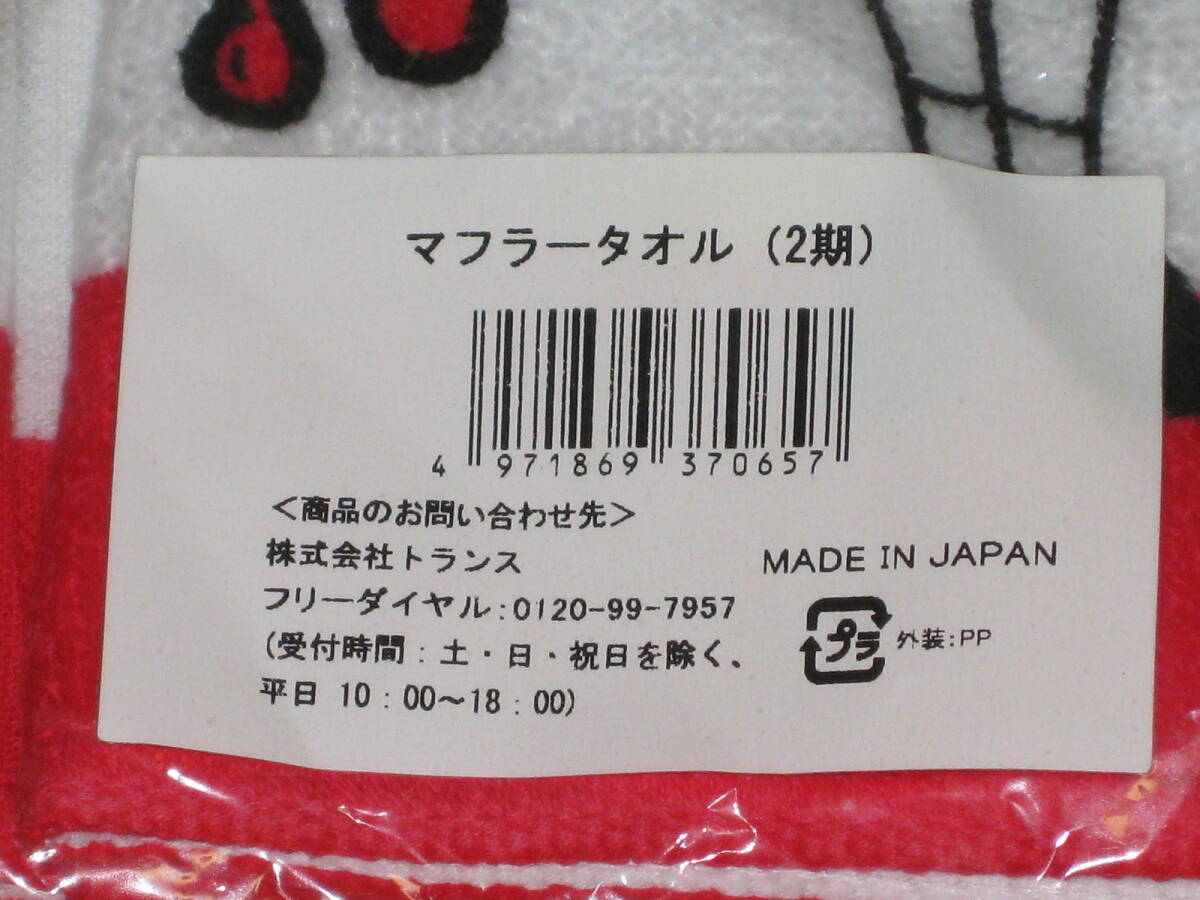 マフラータオル (2期)
4 971869 370657
<商品のお問い合わせ先>
株式会社トランス
フリーダイヤル:0120-99-7957
(受付時間:土・日・祝日を除く、
平日 10:00~18:00)
MADE IN JAPAN
プラ 外装:PP